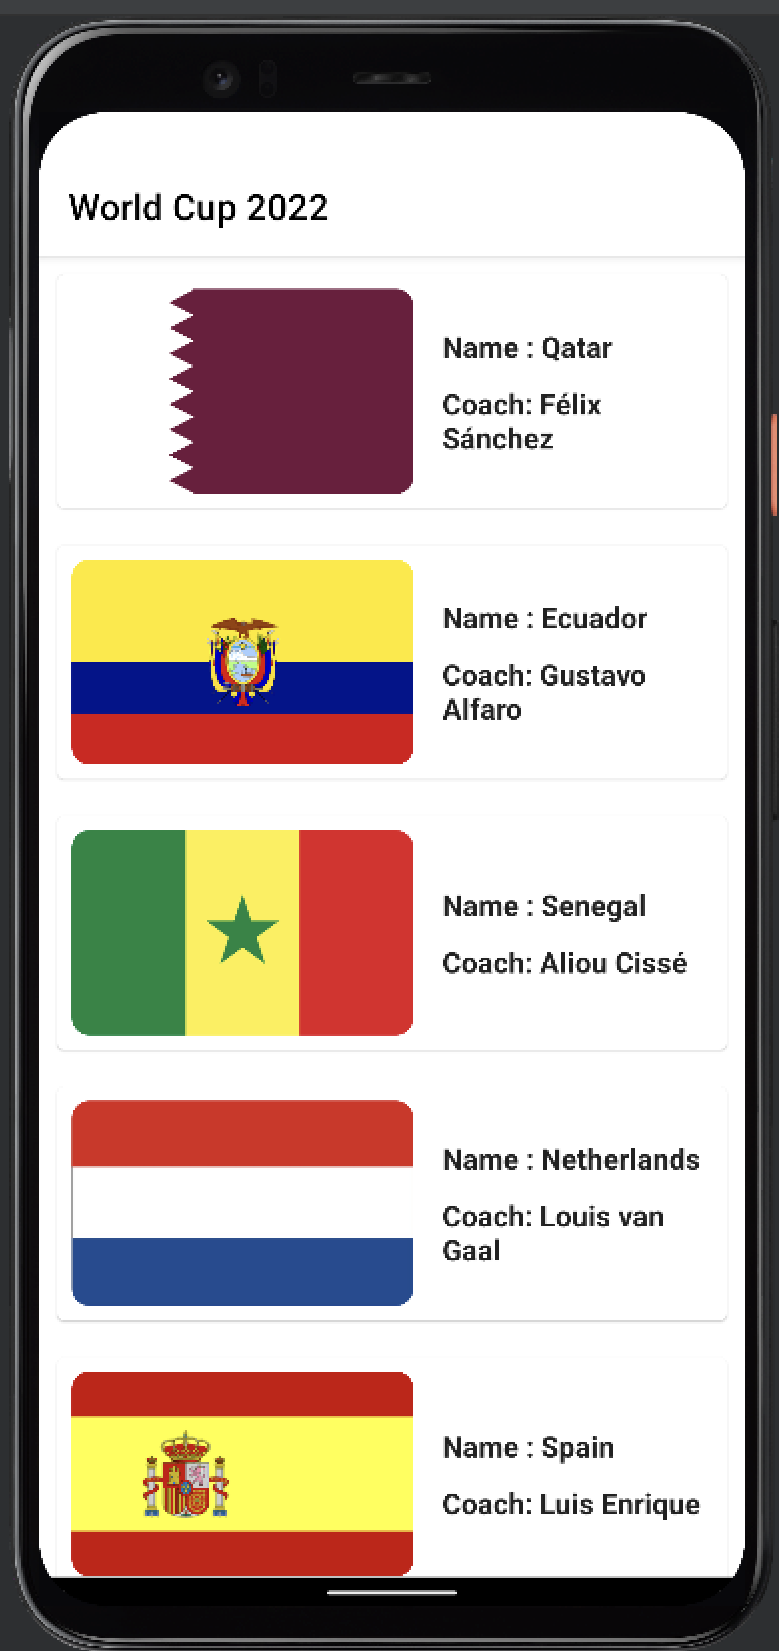 World Cup 2022
Name : Qatar
Coach: Félix
Sánchez
Name : Ecuador
Coach: Gustavo
Alfaro
Name : Senegal
Coach: Aliou Cissé
Name : Netherlands
Coach: Louis van
Gaal
Name : Spain
Coach: Luis Enrique